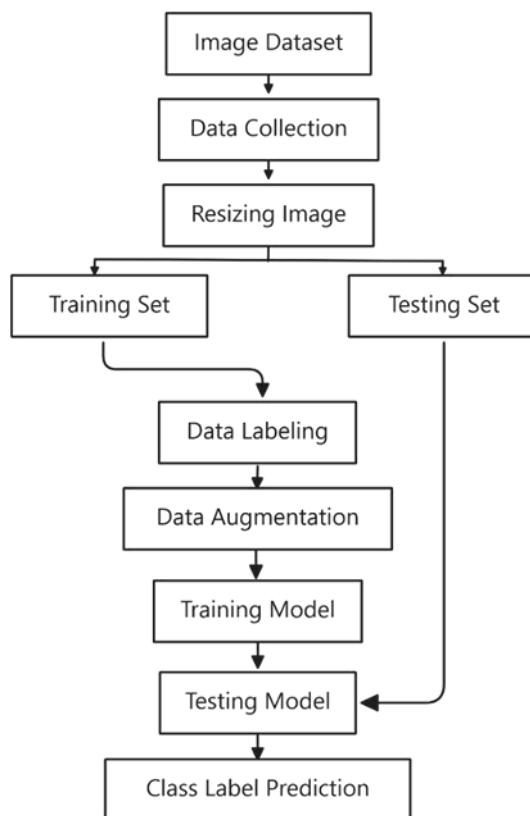 Image Dataset
Data Collection
Resizing Image
Training Set
Testing Set
Data Labeling
Data Augmentation
Training Model
Testing Model
Class Label Prediction